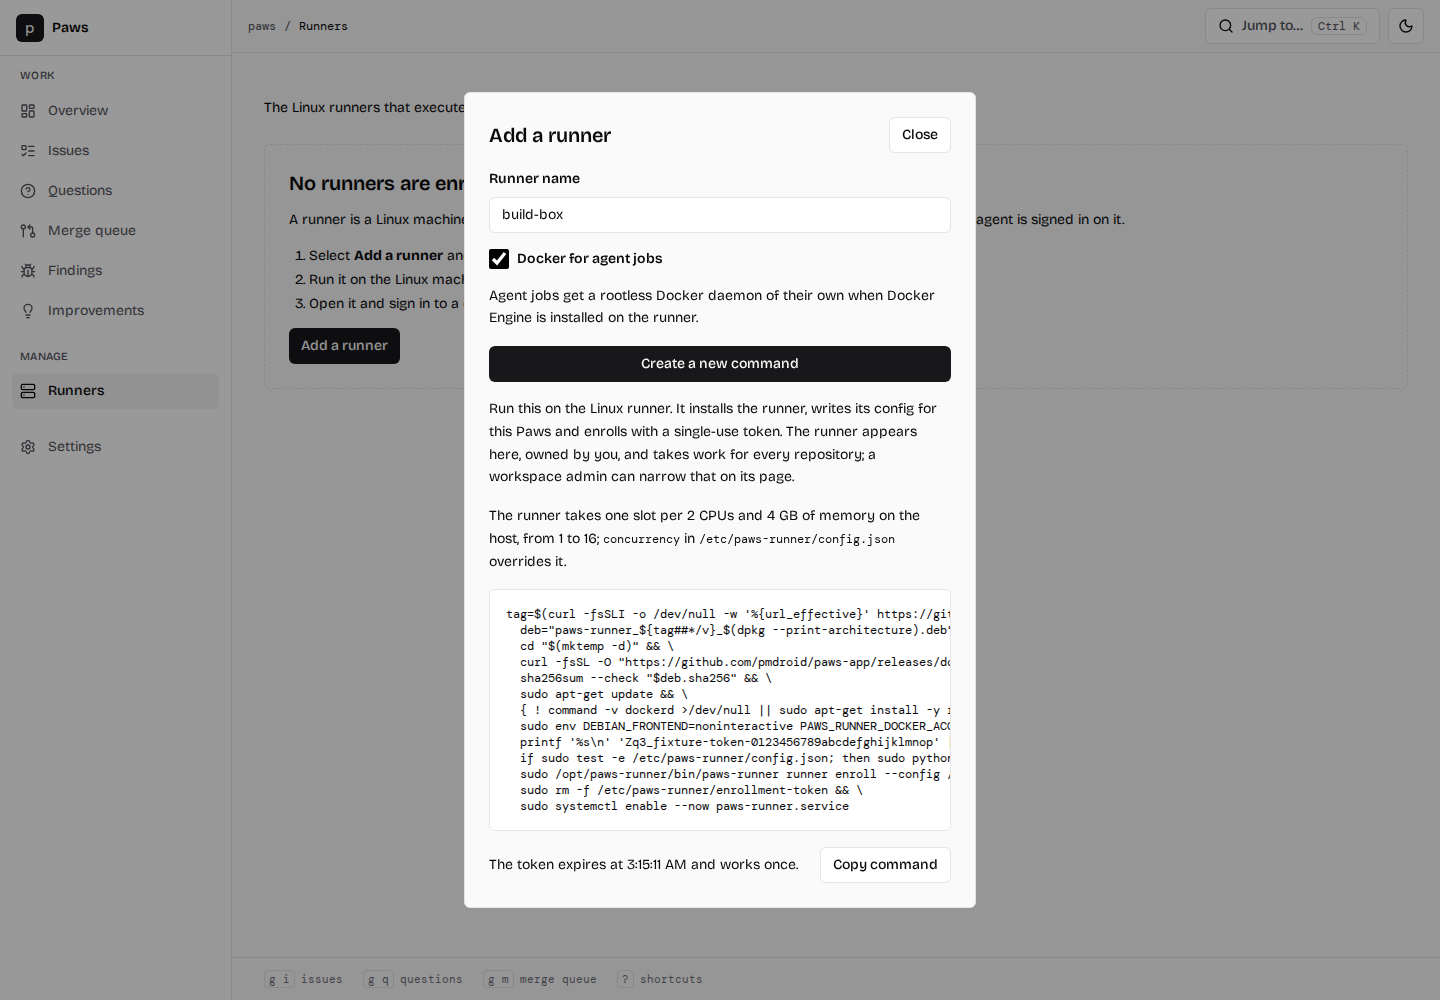 p Paws
paws / Runners
Jump to... Ctrl K
WORK
Overview
Issues
Questions
Merge queue
Findings
Improvements
MANAGE
Runners
Settings
The Linux runners that execute
No runners are enr
A runner is a Linux machine
agent is signed in on it.
1. Select Add a runner an
2. Run it on the Linux mach
3. Open it and sign in to a
Add a runner
Add a runner
Close
Runner name
build-box
Docker for agent jobs
Agent jobs get a rootless Docker daemon of their own when Docker
Engine is installed on the runner.
Create a new command
Run this on the Linux runner. It installs the runner, writes its config for
this Paws and enrolls with a single-use token. The runner appears
here, owned by you, and takes work for every repository; a
workspace admin can narrow that on its page.
The runner takes one slot per 2 CPUs and 4 GB of memory on the
host, from 1 to 16; concurrency in /etc/paws-runner/config.json
overrides it.
tag=$(curl -fsSLI -o /dev/null -w '%{url_effective}' https://git
deb="paws-runner_${tag##*/v}_$(dpkg --print-architecture).deb"
cd "$(mktemp -d)" && \
curl -fsSL -O "https://github.com/pmdroid/paws-app/releases/do
sha256sum --check "$deb.sha256" && \
sudo apt-get update && \
{ ! command -v dockerd >/dev/null || sudo apt-get install -y r
sudo env DEBIAN_FRONTEND=noninteractive PAWS_RUNNER_DOCKER_ACC
printf '%s\n' 'Zq3_fixture-token-0123456789abcdefghijklmnop' |
if sudo test -e /etc/paws-runner/config.json; then sudo python
sudo /opt/paws-runner/bin/paws-runner runner enroll --config /
sudo rm -f /etc/paws-runner/enrollment-token && \
sudo systemctl enable --now paws-runner.service
The token expires at 3:15:11 AM and works once.
Copy command
g i issues g q questions g m merge queue ? shortcuts